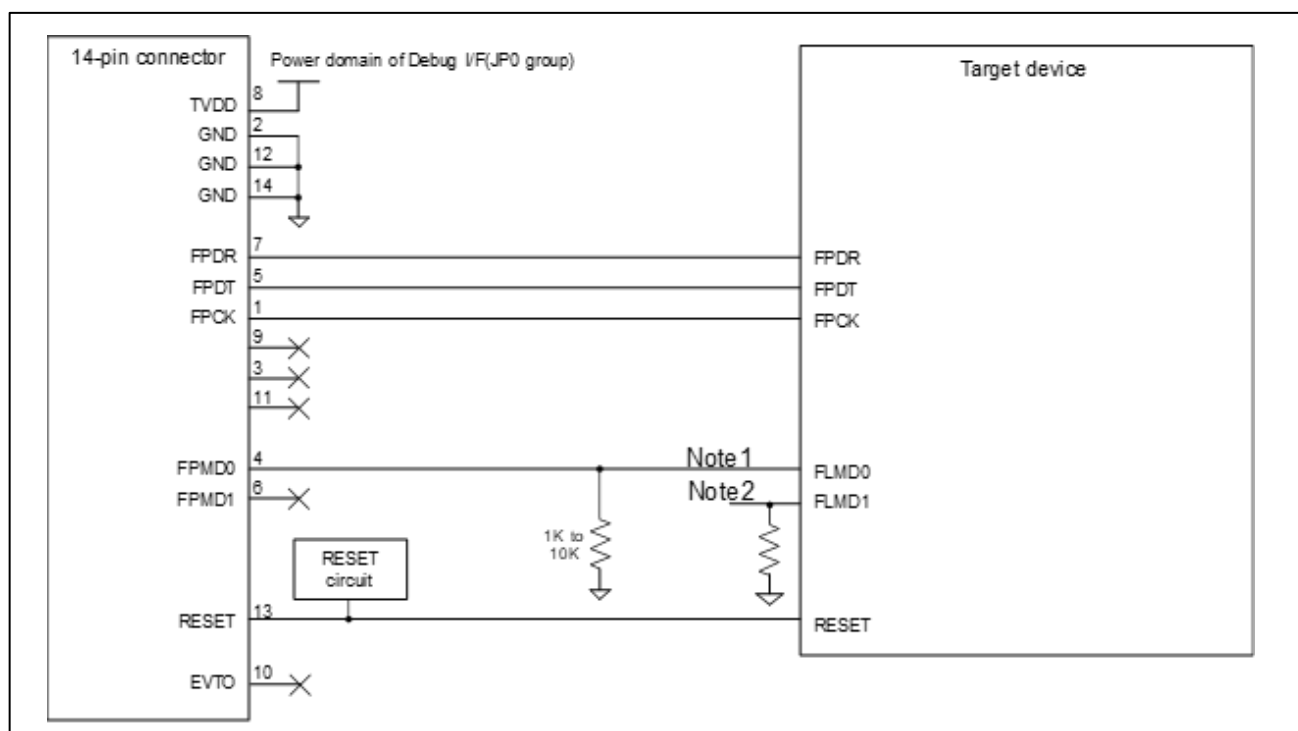 14-pin connector
Power domain of Debug I/F(JP0 group)
Target device
TVDD 8
GND 2
GND 12
GND 14
FPDR 7 FPDR
FPDT 5 FPDT
FPCK 1 FPCK
9
3
11
FPMD0 4 Note1 FLMD0
FPMD1 6 Note2 FLMD1
1K to
10K
RESET
circuit
RESET 13 RESET
EVTO 10